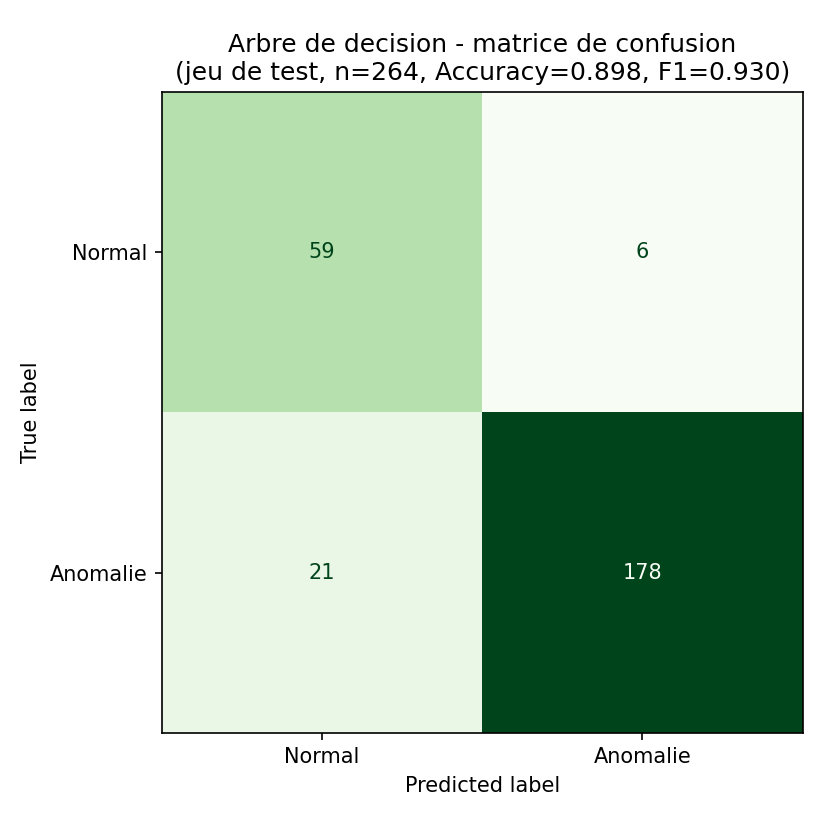 Arbre de decision - matrice de confusion
(jeu de test, n=264, Accuracy=0.898, F1=0.930)
Normal
59
6
True label
Anomalie
21
178
Normal
Anomalie
Predicted label